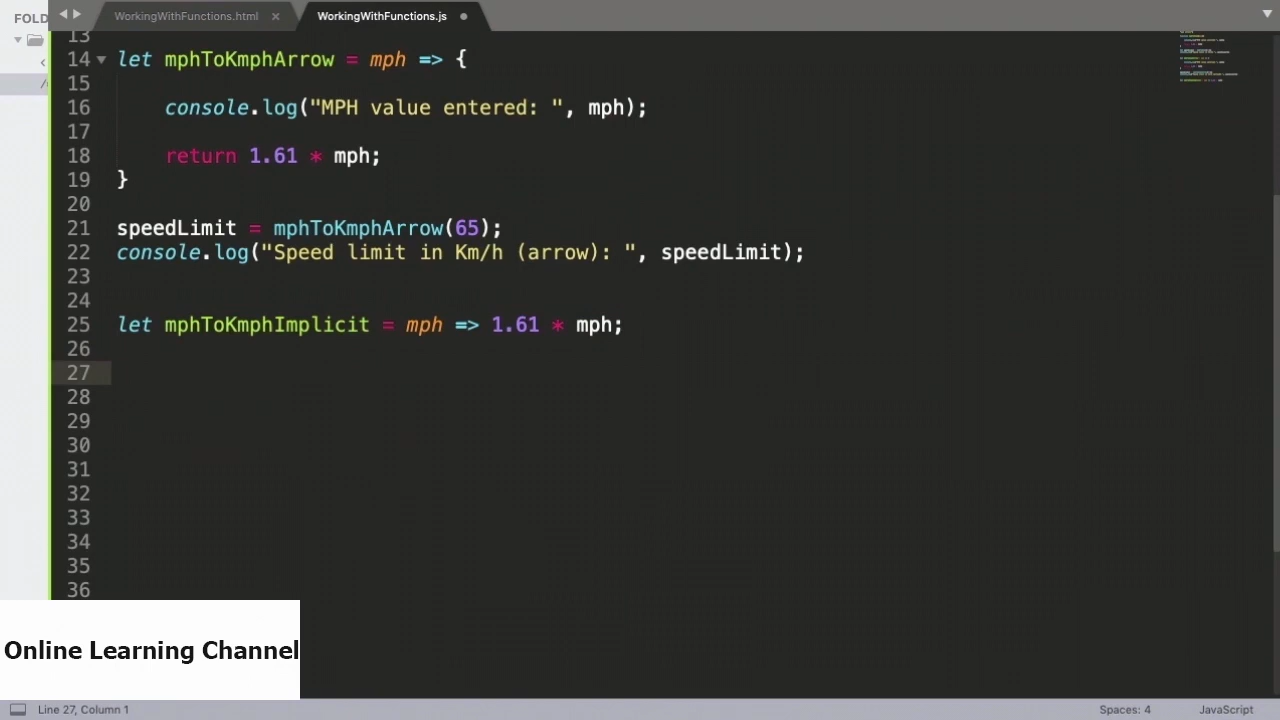 FOLD
WorkingWithFunctions.html
WorkingWithFunctions.js
13
14 let mphToKmphArrow = mph => {
15
16 console.log("MPH value entered: ", mph);
17
18 return 1.61 * mph;
19 }
20
21 speedLimit = mphToKmphArrow(65);
22 console.log("Speed limit in Km/h (arrow): ", speedLimit);
23
24
25 let mphToKmphImplicit = mph => 1.61 * mph;
26
27
28
29
30
31
32
33
34
35
36
Online Learning Channel
Line 27, Column 1
Spaces: 4
JavaScript